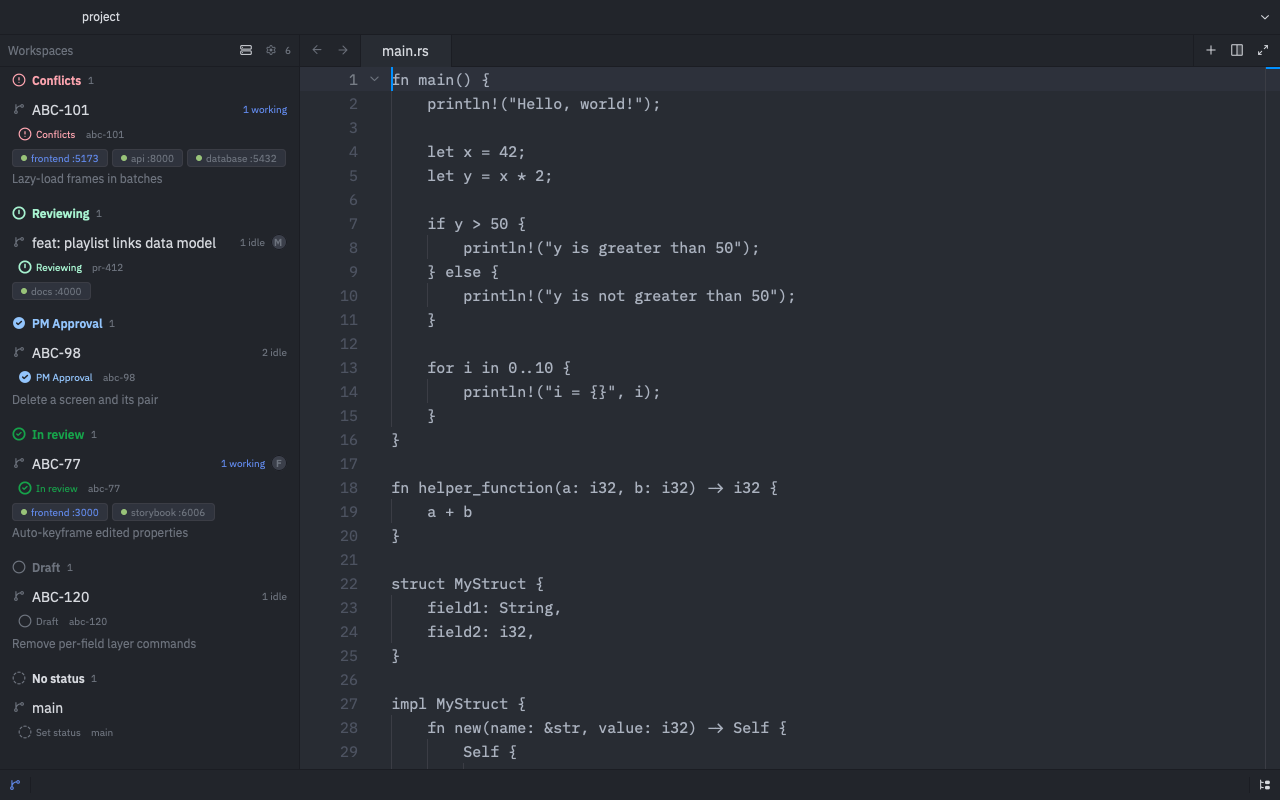 project
Workspaces 6
Conflicts 1
ABC-101 1 working
Conflicts abc-101
frontend :5173 api :8000 database :5432
Lazy-load frames in batches
Reviewing 1
feat: playlist links data model 1 idle M
Reviewing pr-412
docs :4000
PM Approval 1
ABC-98 2 idle
PM Approval abc-98
Delete a screen and its pair
In review 1
ABC-77 1 working F
In review abc-77
frontend :3000 storybook :6006
Auto-keyframe edited properties
Draft 1
ABC-120 1 idle
Draft abc-120
Remove per-field layer commands
No status 1
main
Set status main
main.rs
1 fn main() {
2 println!("Hello, world!");
3
4 let x = 42;
5 let y = x * 2;
6
7 if y > 50 {
8 println!("y is greater than 50");
9 } else {
10 println!("y is not greater than 50");
11 }
12
13 for i in 0..10 {
14 println!("i = {}", i);
15 }
16 }
17
18 fn helper_function(a: i32, b: i32) -> i32 {
19 a + b
20 }
21
22 struct MyStruct {
23 field1: String,
24 field2: i32,
25 }
26
27 impl MyStruct {
28 fn new(name: &str, value: i32) -> Self {
29 Self {